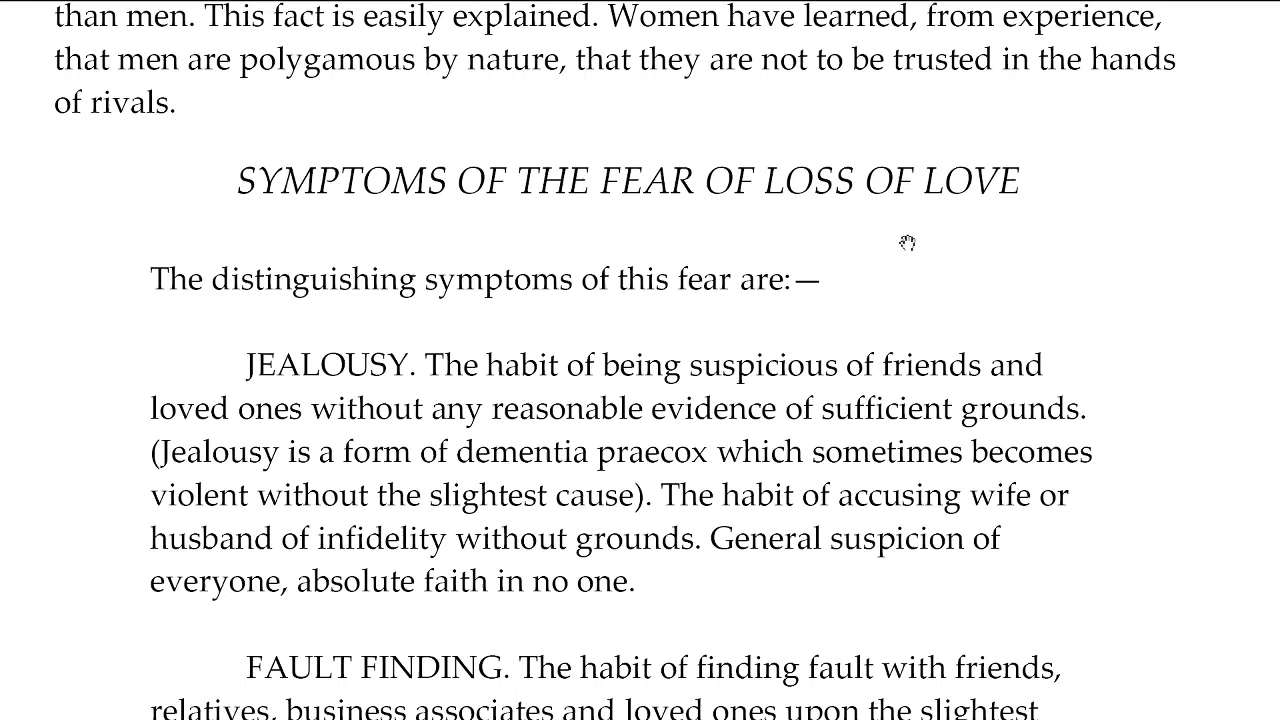 than men. This fact is easily explained. Women have learned, from experience,
that men are polygamous by nature, that they are not to be trusted in the hands
of rivals.
SYMPTOMS OF THE FEAR OF LOSS OF LOVE
The distinguishing symptoms of this fear are:—
JEALOUSY. The habit of being suspicious of friends and
loved ones without any reasonable evidence of sufficient grounds.
(Jealousy is a form of dementia praecox which sometimes becomes
violent without the slightest cause). The habit of accusing wife or
husband of infidelity without grounds. General suspicion of
everyone, absolute faith in no one.
FAULT FINDING. The habit of finding fault with friends,
relatives, business associates and loved ones upon the slightest